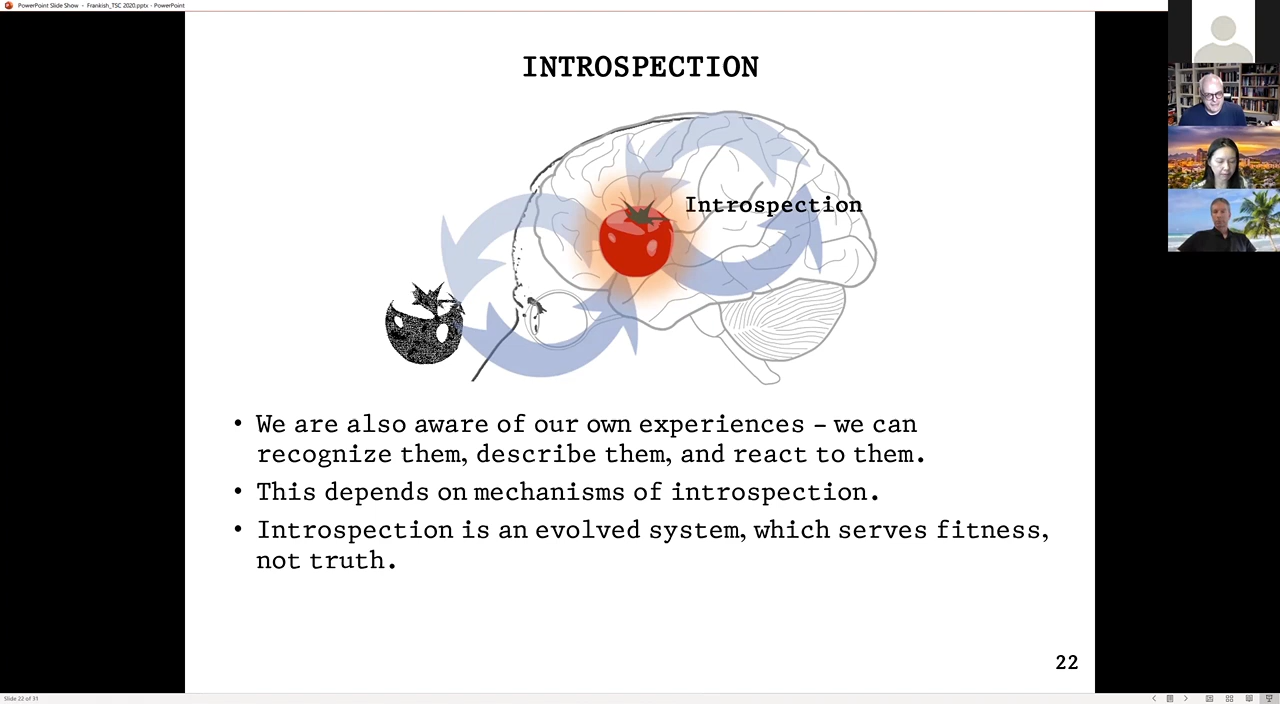 PowerPoint Slide Show - Frankish_TSC 2020.pptx - PowerPoint
INTROSPECTION
Introspection
• We are also aware of our own experiences – we can
recognize them, describe them, and react to them.
• This depends on mechanisms of introspection.
• Introspection is an evolved system, which serves fitness,
not truth.
22
Slide 22 of 31